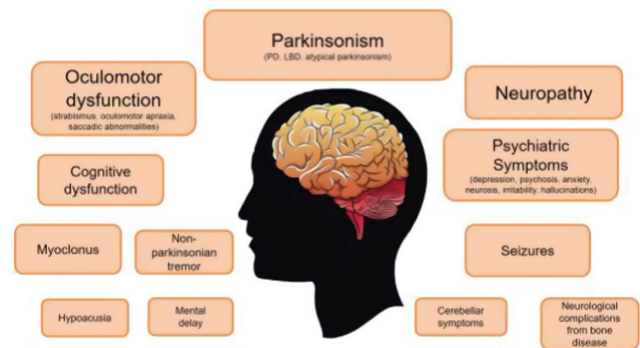 Parkinsonism
(PD, LBD, atypical parkinsonism)
Oculomotor
dysfunction
(strabismus, oculomotor apraxia,
saccadic abnormalities)
Neuropathy
Psychiatric
Symptoms
(depression, psychosis, anxiety,
neurosis, irritability, hallucinations)
Cognitive
dysfunction
Myoclonus
Non-
parkinsonian
tremor
Seizures
Hypoacusia
Mental
delay
Cerebellar
symptoms
Neurological
complications
from bone
disease